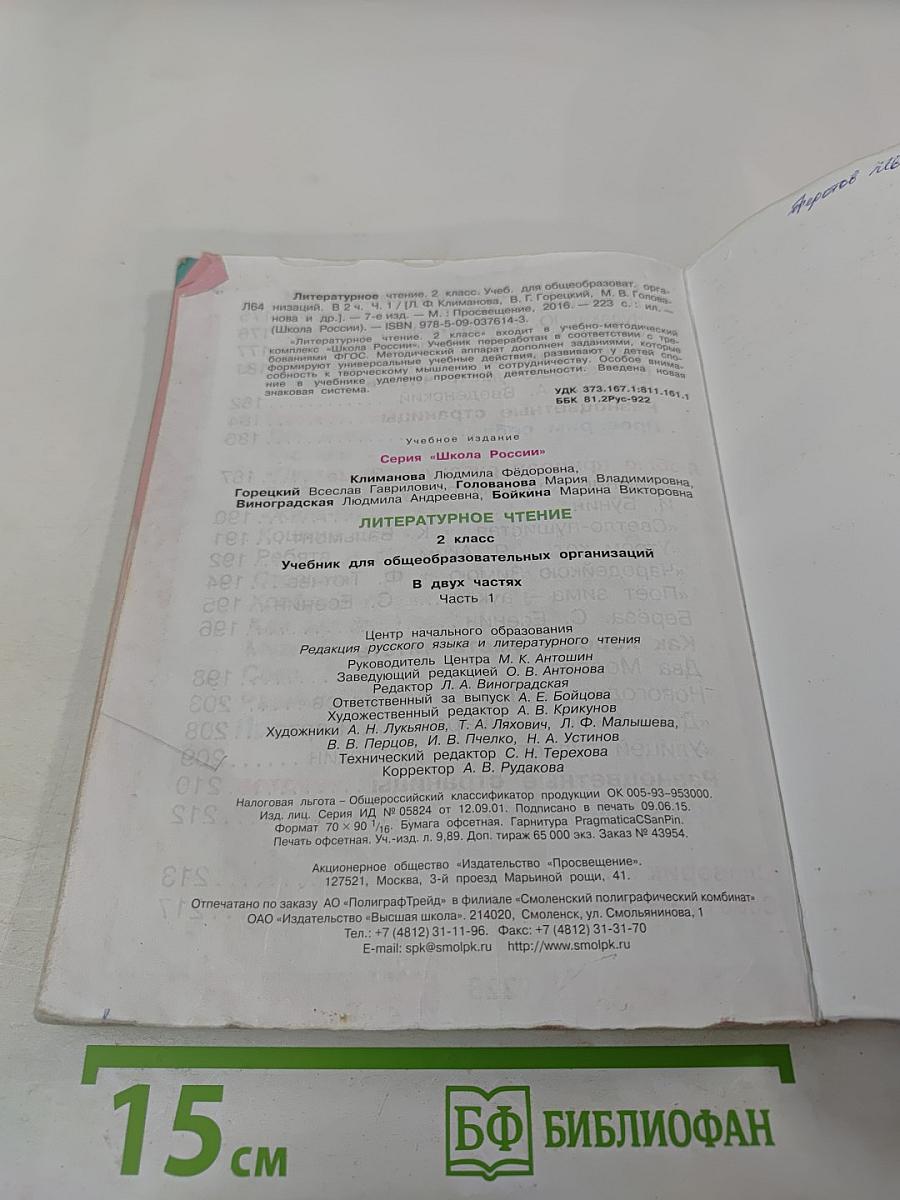 Литературное чтение. 2 класс. Учеб. для общеобразоват. орга-
Л64 низаций. В 2 ч. Ч. 1 / [Л. Ф. Климанова, В. Г. Горецкий, М. В. Голова-
нова и др.]. — 7-е изд. — М. : Просвещение, 2016. — 223 с. : ил. —
(Школа России). — ISBN 978-5-09-037614-3.
«Литературное чтение. 2 класс» входит в учебно-методический
комплекс «Школа России». Учебник переработан в соответствии с тре-
бованиями ФГОС. Методический аппарат дополнен заданиями, которые
формируют универсальные учебные действия, развивают у детей спо-
собность к творческому мышлению и сотрудничеству. Особое внима-
ние в учебнике уделено проектной деятельности. Введена новая
знаковая система.
УДК 373.167.1:811.161.1
ББК 81.2Рус-922
Учебное издание
Серия «Школа России»
Климанова Людмила Фёдоровна,
Горецкий Всеслав Гаврилович, Голованова Мария Владимировна,
Виноградская Людмила Андреевна, Бойкина Марина Викторовна
ЛИТЕРАТУРНОЕ ЧТЕНИЕ
2 класс
Учебник для общеобразовательных организаций
В двух частях
Часть 1
Центр начального образования
Редакция русского языка и литературного чтения
Руководитель Центра М. К. Антошин
Заведующий редакцией О. В. Антонова
Редактор Л. А. Виноградская
Ответственный за выпуск А. Е. Бойцова
Художественный редактор А. В. Крикунов
Художники А. Н. Лукьянов, Т. А. Ляхович, Л. Ф. Малышева,
В. В. Перцов, И. В. Пчелко, Н. А. Устинов
Технический редактор С. Н. Терехова
Корректор А. В. Рудакова
Налоговая льгота – Общероссийский классификатор продукции ОК 005-93–953000.
Изд. лиц. Серия ИД № 05824 от 12.09.01. Подписано в печать 09.06.15.
Формат 70 × 90 1/16. Бумага офсетная. Гарнитура PragmaticaCSanPin.
Печать офсетная. Уч.-изд. л. 9,89. Доп. тираж 65 000 экз. Заказ № 43954.
Акционерное общество «Издательство «Просвещение».
127521, Москва, 3-й проезд Марьиной рощи, 41.
Отпечатано по заказу АО «ПолиграфТрейд» в филиале «Смоленский полиграфический комбинат»
ОАО «Издательство «Высшая школа». 214020, Смоленск, ул. Смольянинова, 1
Тел.: +7 (4812) 31-11-96. Факс: +7 (4812) 31-31-70
E-mail: spk@smolpk.ru http://www.smolpk.ru
15 см
БФ БИБЛИОФАН